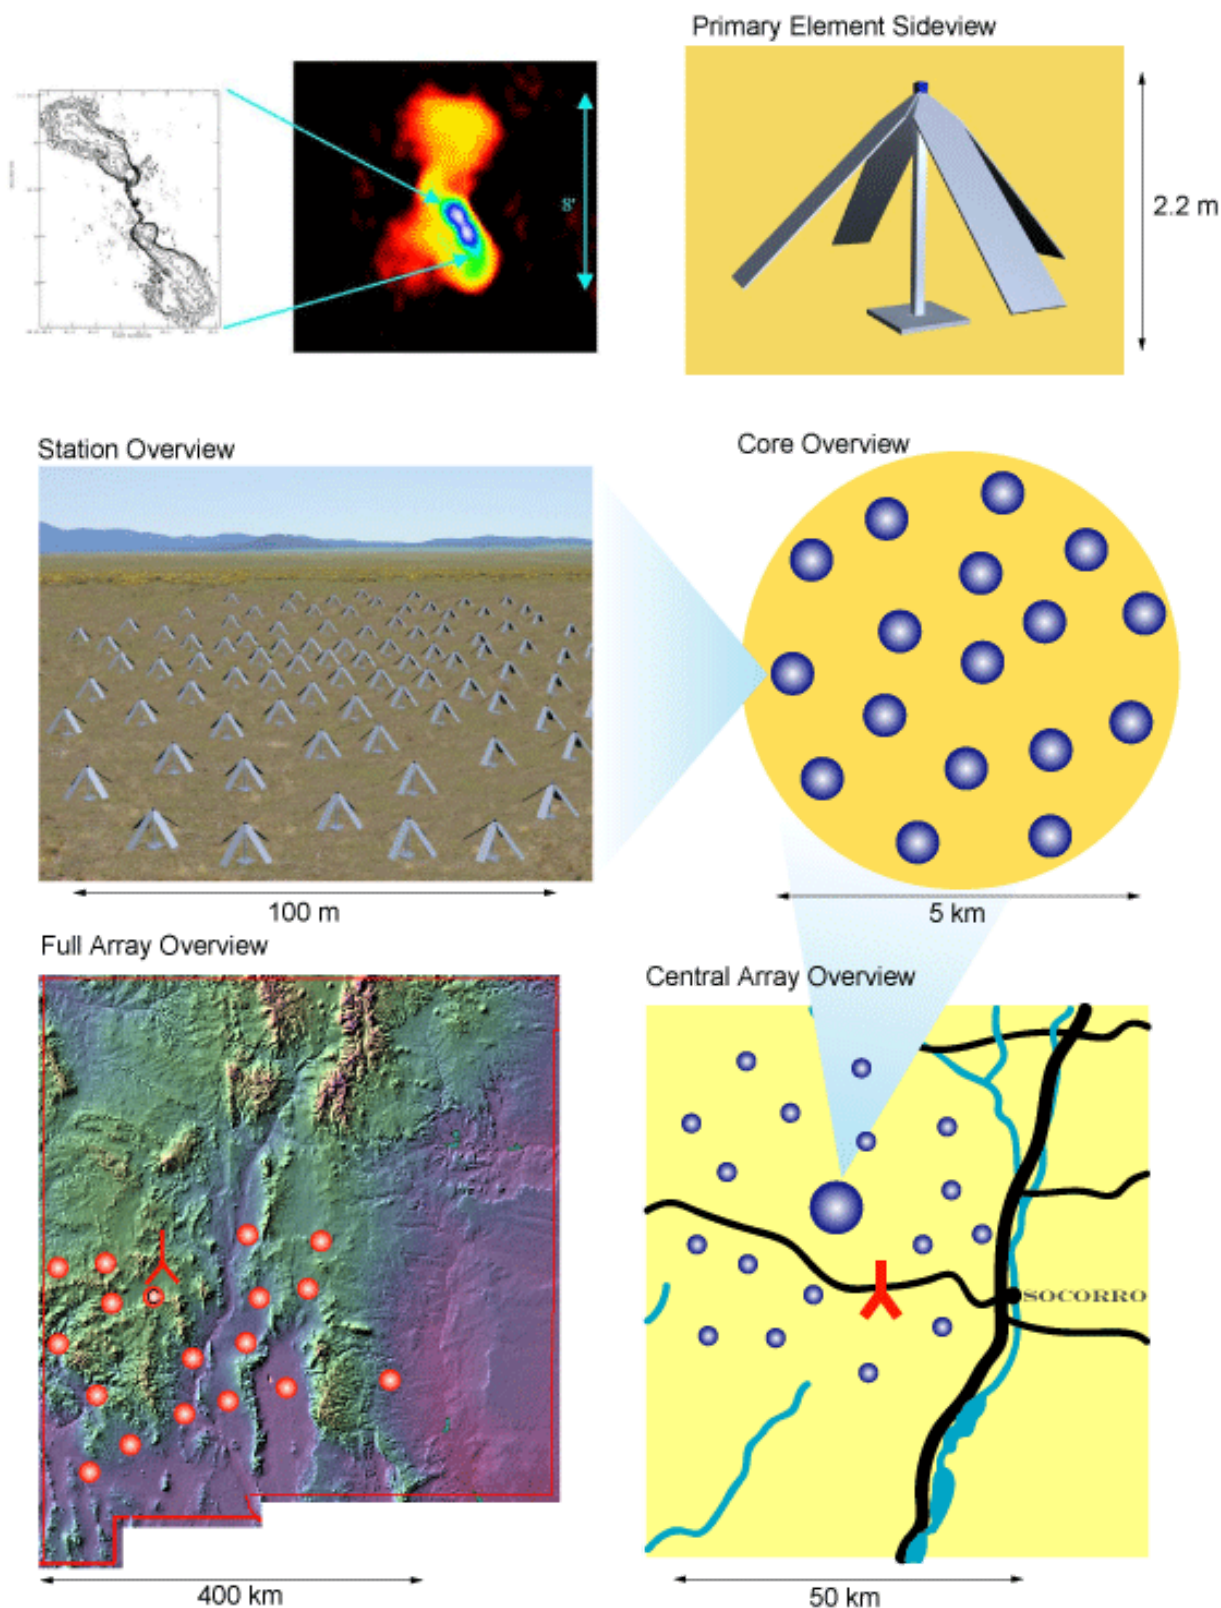 Primary Element Sideview
8'
2.2 m
Station Overview
Core Overview
100 m
5 km
Full Array Overview
Central Array Overview
SOCORRO
400 km
50 km